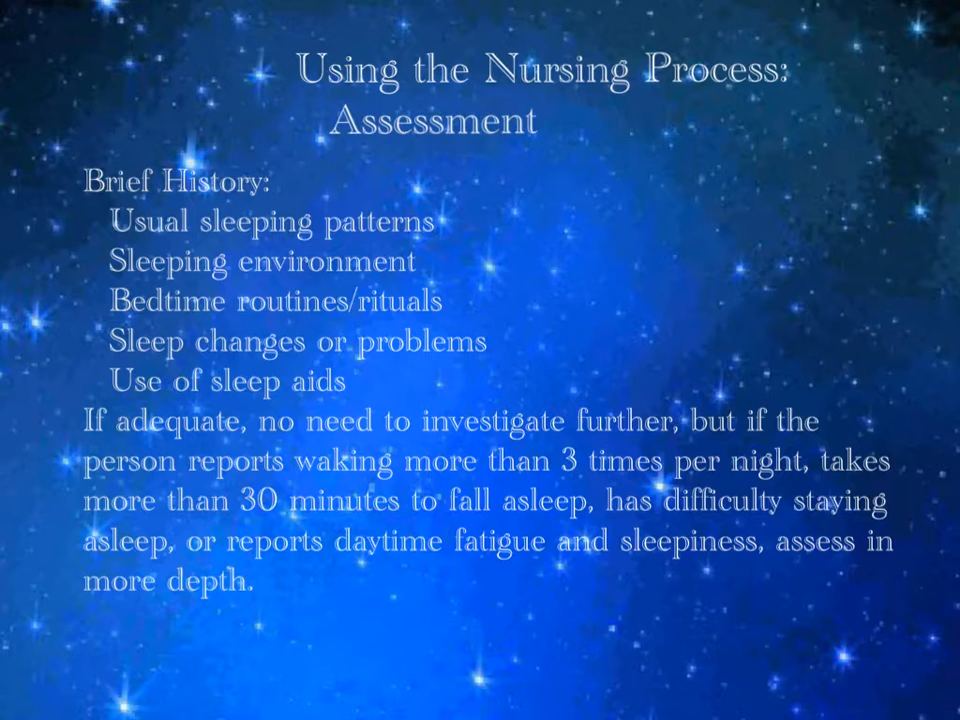 Using the Nursing Process:
Assessment
Brief History:
Usual sleeping patterns
Sleeping environment
Bedtime routines/rituals
Sleep changes or problems
Use of sleep aids
If adequate, no need to investigate further, but if the
person reports waking more than 3 times per night, takes
more than 30 minutes to fall asleep, has difficulty staying
asleep, or reports daytime fatigue and sleepiness, assess in
more depth.